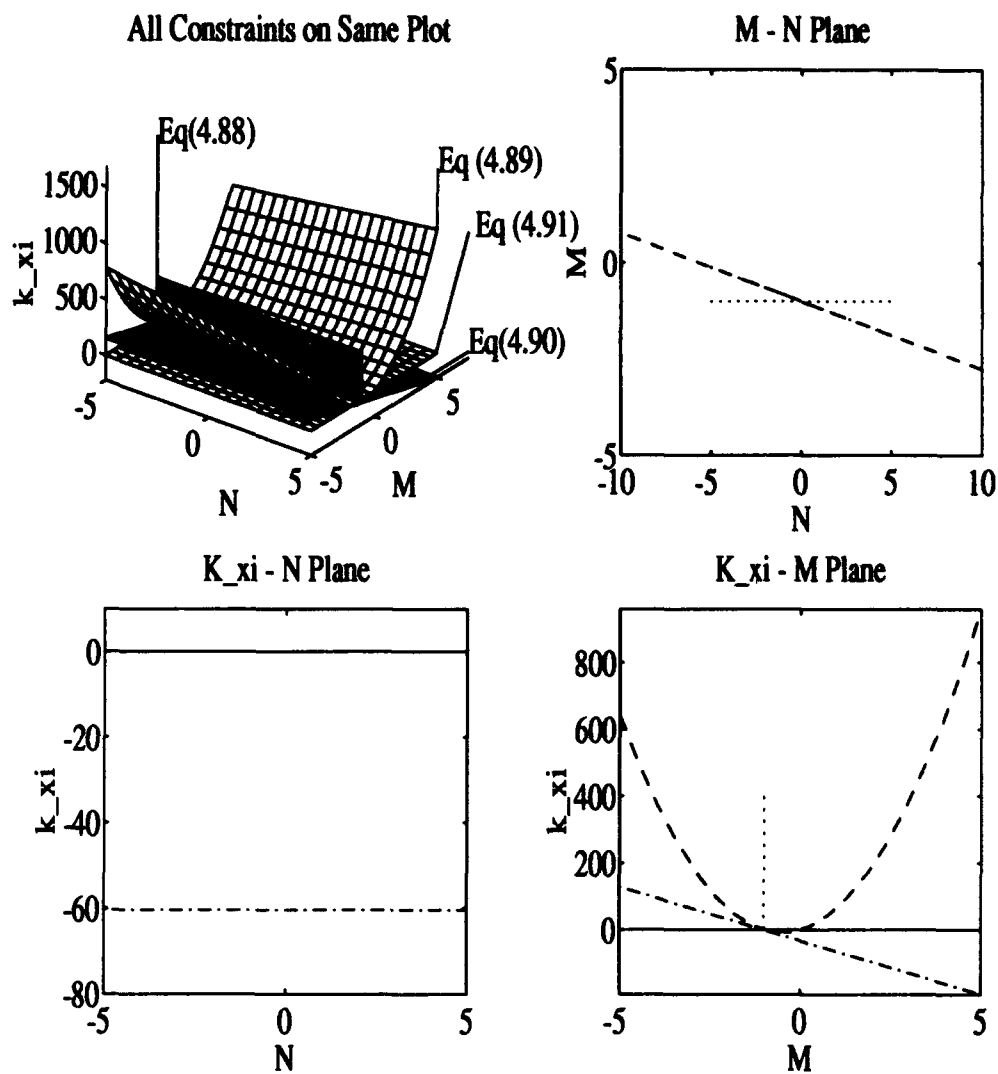 All Constraints on Same Plot
Eq(4.88)
Eq (4.89)
Eq (4.91)
Eq(4.90)
1500
1000
500
0
k_xi
-5
0
5
N
-5
0
5
M
M - N Plane
5
0
-5
M
-10
-5
0
5
10
N
K_xi - N Plane
0
-20
-40
-60
-80
k_xi
-5
0
5
N
K_xi - M Plane
800
600
400
200
0
k_xi
-5
0
5
M